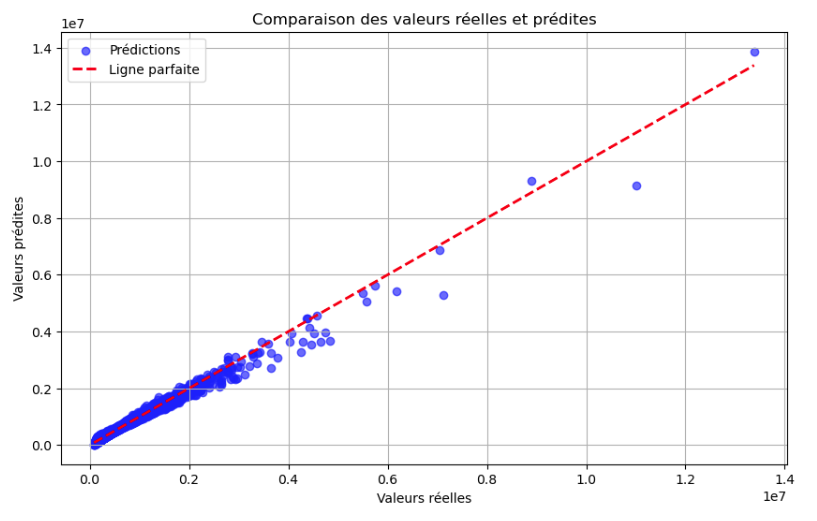 Comparaison des valeurs réelles et prédites
1e7
Prédictions
Ligne parfaite
1.4
1.2
1.0
0.8
0.6
0.4
0.2
0.0
Valeurs prédites
0.0 0.2 0.4 0.6 0.8 1.0 1.2 1.4
1e7
Valeurs réelles